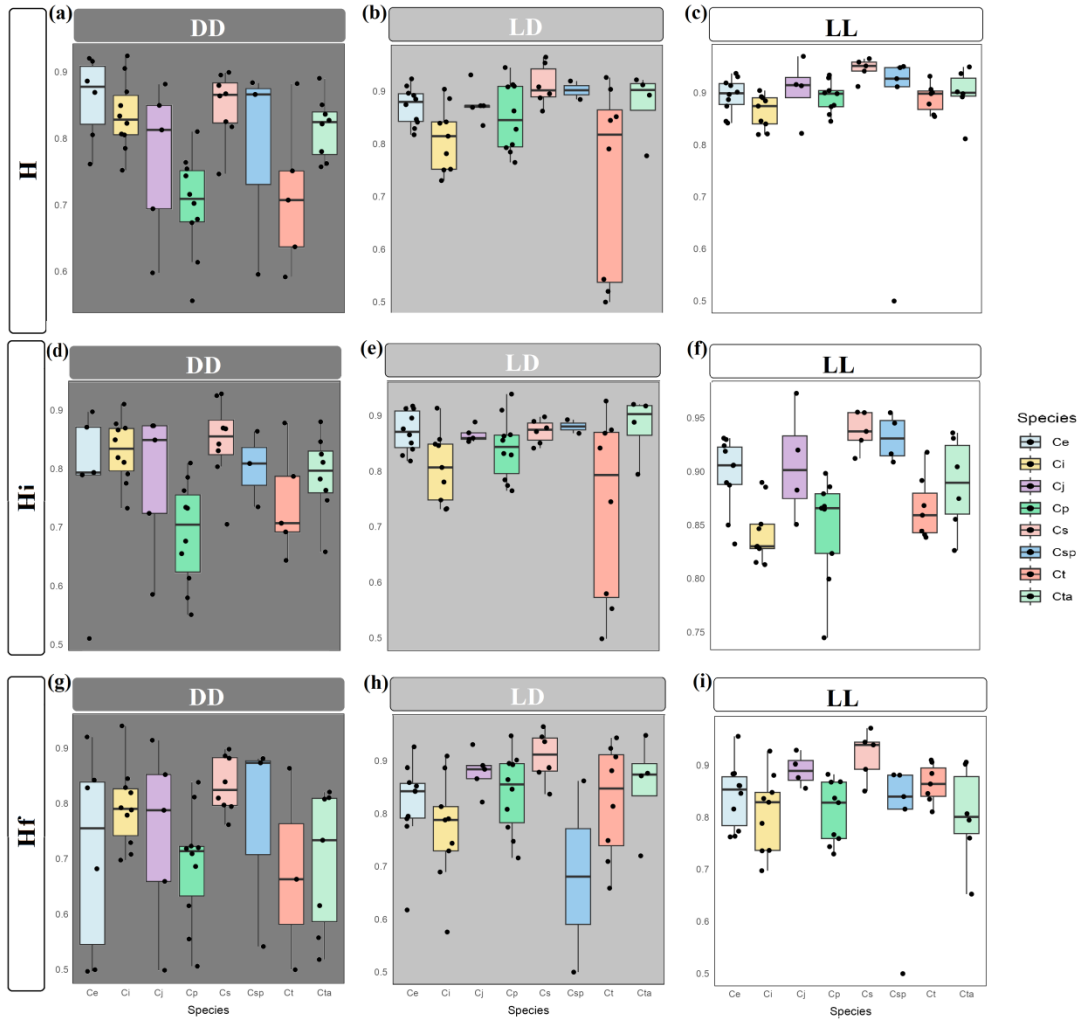 (a) (b) (c)
DD LD LL
H
0.9 0.9 0.9
0.8 0.8 0.8
0.7 0.7 0.7
0.6 0.6 0.6
0.5 0.5
(d) (e) (f)
DD LD LL
Hi
0.9 0.9 0.95
0.8 0.8 0.90
0.7 0.7 0.85
0.6 0.6 0.80
0.5 0.5 0.75
Species
Ce
Ci
Cj
Cp
Cs
Csp
Ct
Cta
(g) (h) (i)
DD LD LL
Hf
0.9 0.9 0.9
0.8 0.8 0.8
0.7 0.7 0.7
0.6 0.6 0.6
0.5 0.5 0.5
Ce Ci Cj Cp Cs Csp Ct Cta Ce Ci Cj Cp Cs Csp Ct Cta Ce Ci Cj Cp Cs Csp Ct Cta
Species Species Species